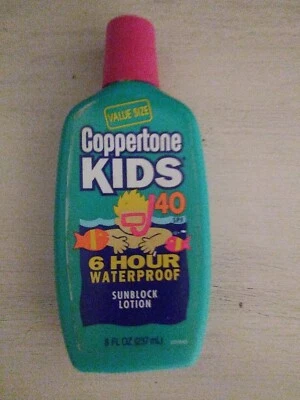 VALUE SIZE
Coppertone
KIDS
40
SPF
6 HOUR
WATERPROOF
SUNBLOCK
LOTION
8 FL OZ (237 mL)